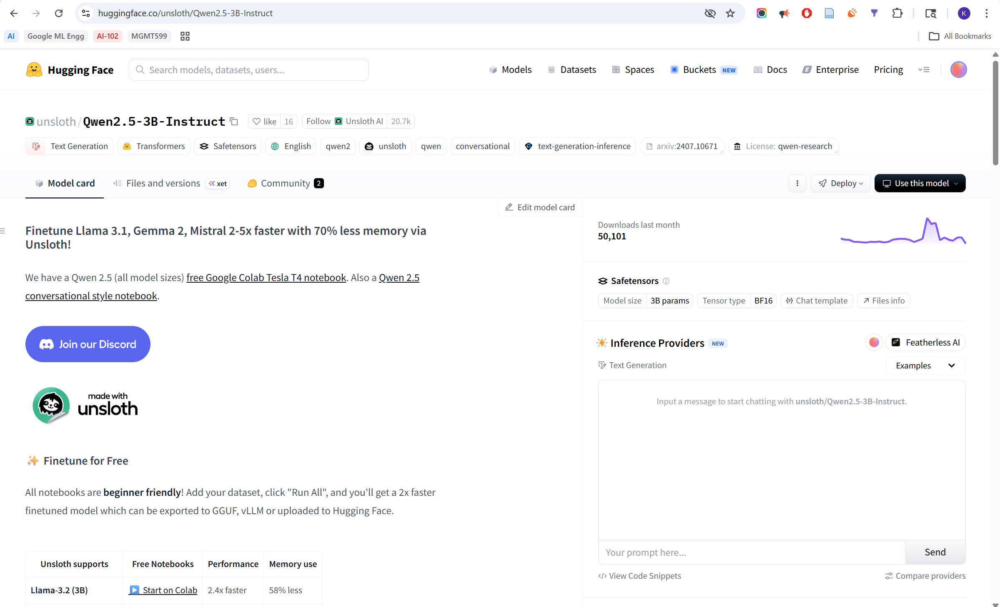 huggingface.co/unsloth/Qwen2.5-3B-Instruct
K
AI
Google ML Engg
AI-102
MGMT599
All Bookmarks
Hugging Face
Search models, datasets, users...
Models
Datasets
Spaces
Buckets NEW
Docs
Enterprise
Pricing
unsloth/Qwen2.5-3B-Instruct
like 16
Follow Unsloth AI 20.7k
Text Generation
Transformers
Safetensors
English
qwen2
unsloth
qwen
conversational
text-generation-inference
arxiv:2407.10671
License: qwen-research
Model card
Files and versions xet
Community 2
Deploy
Use this model
Edit model card
Finetune Llama 3.1, Gemma 2, Mistral 2-5x faster with 70% less memory via
Unsloth!
We have a Qwen 2.5 (all model sizes) free Google Colab Tesla T4 notebook. Also a Qwen 2.5
conversational style notebook.
Join our Discord
made with
unsloth
✨ Finetune for Free
All notebooks are beginner friendly! Add your dataset, click "Run All", and you'll get a 2x faster
finetuned model which can be exported to GGUF, vLLM or uploaded to Hugging Face.
Unsloth supports Free Notebooks Performance Memory use
Llama-3.2 (3B) ▶️ Start on Colab 2.4x faster 58% less
Downloads last month
50,101
Safetensors
Model size 3B params
Tensor type BF16
Chat template
Files info
Inference Providers NEW
Featherless AI
Text Generation
Examples
Input a message to start chatting with unsloth/Qwen2.5-3B-Instruct.
Your prompt here...
Send
View Code Snippets
Compare providers